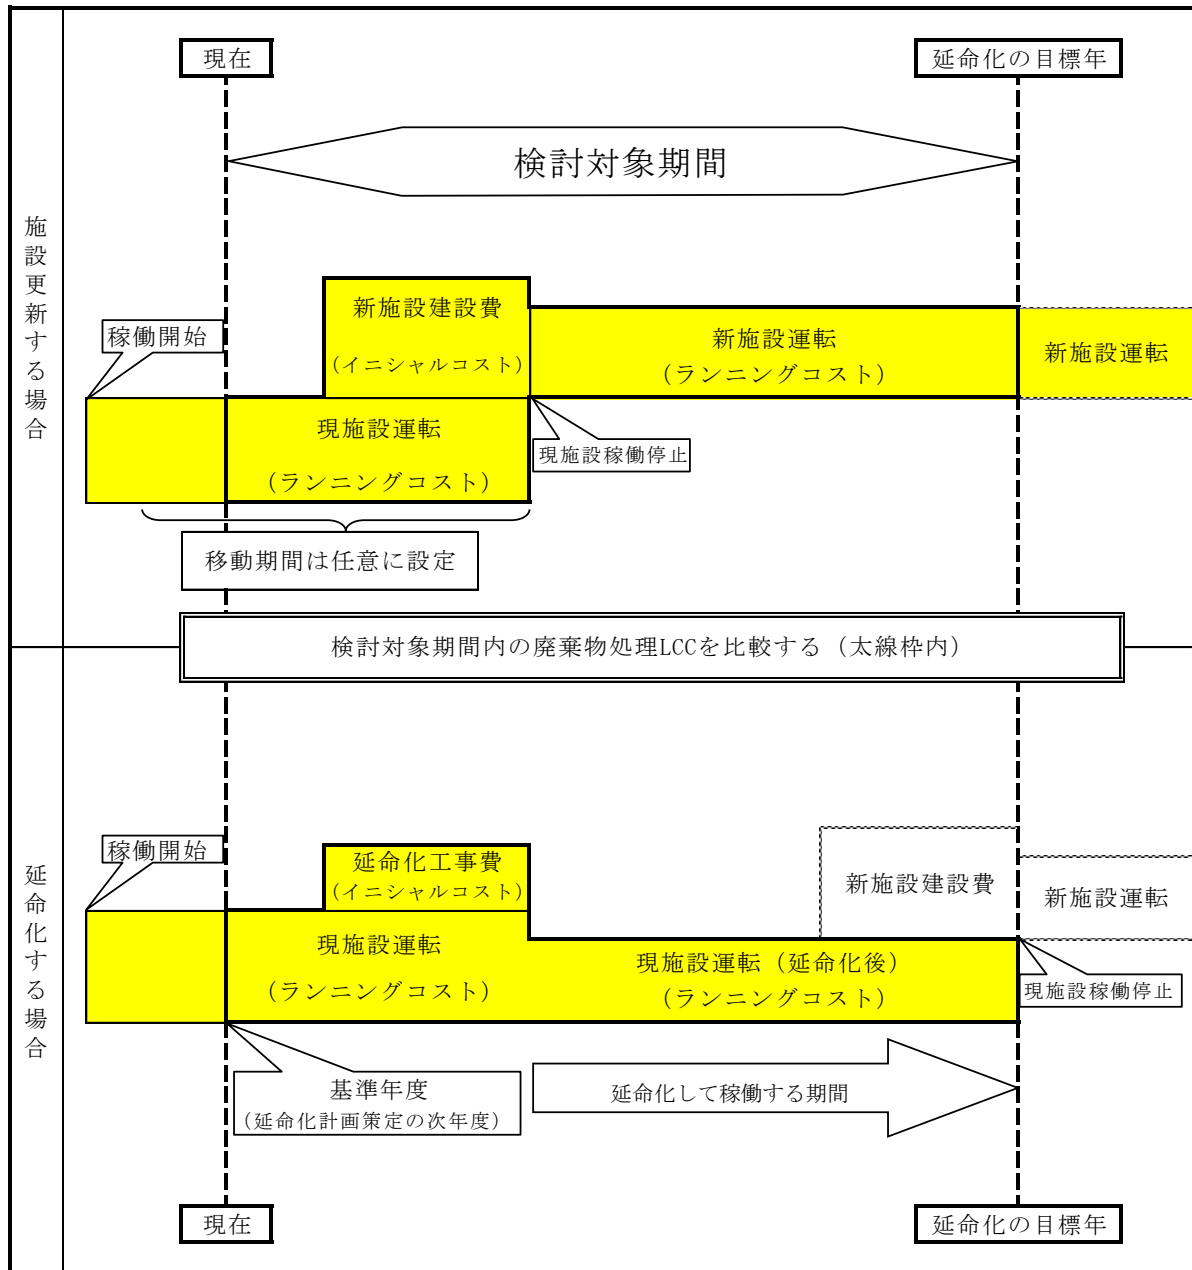 現在
延命化の目標年
検討対象期間
施設更新する場合
稼働開始
新施設建設費
(イニシャルコスト)
新施設運転
(ランニングコスト)
新施設運転
現施設運転
(ランニングコスト)
現施設稼働停止
移動期間は任意に設定
検討対象期間内の廃棄物処理LCCを比較する（太線枠内）
延命化する場合
稼働開始
延命化工事費
(イニシャルコスト)
新施設建設費
新施設運転
現施設運転
(ランニングコスト)
現施設運転（延命化後）
(ランニングコスト)
現施設稼働停止
基準年度
(延命化計画策定の次年度)
延命化して稼働する期間
現在
延命化の目標年